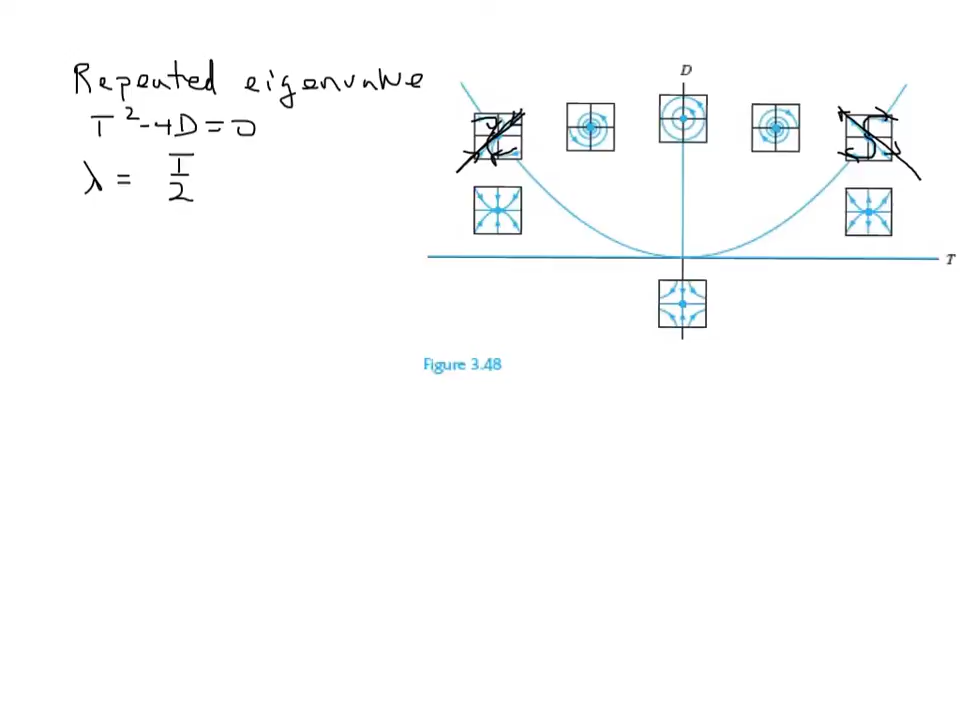 Repeated eigenvalue
T² - 4D = 0
λ = T/2
D
T
Figure 3.48